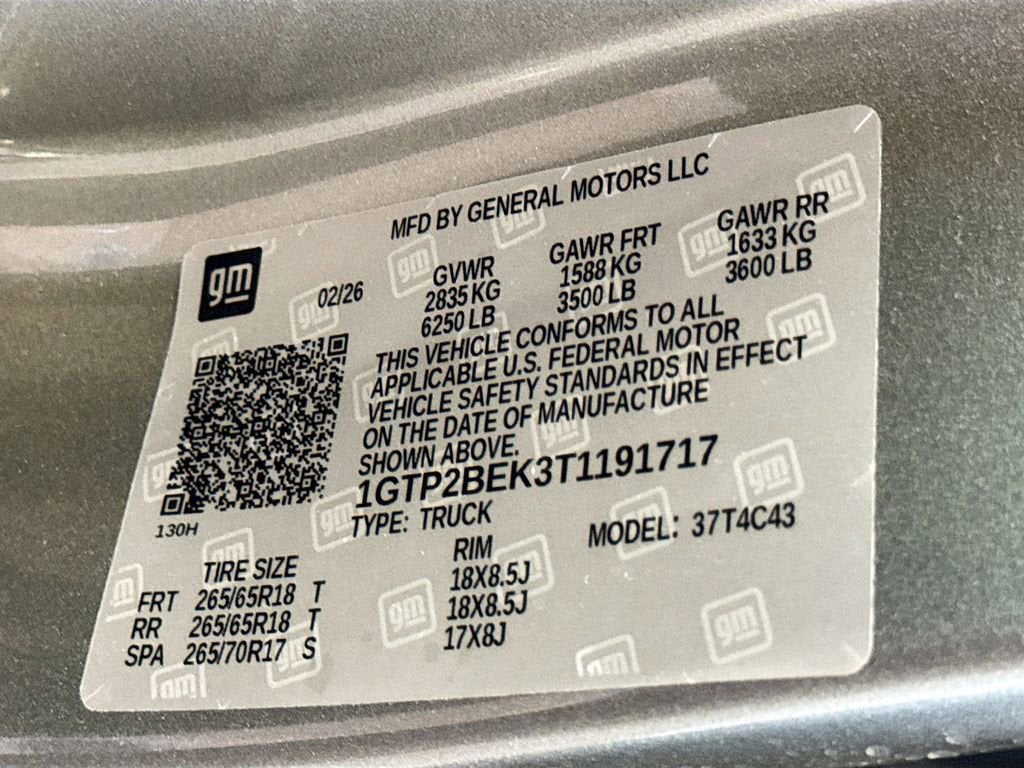 MFD BY GENERAL MOTORS LLC
gm
02/26
GVWR GAWR FRT GAWR RR
2835 KG 1588 KG 1633 KG
6250 LB 3500 LB 3600 LB
THIS VEHICLE CONFORMS TO ALL
APPLICABLE U.S. FEDERAL MOTOR
VEHICLE SAFETY STANDARDS IN EFFECT
ON THE DATE OF MANUFACTURE
SHOWN ABOVE.
1GTP2BEK3T1191717
130H
TYPE: TRUCK MODEL: 37T4C43
TIRE SIZE RIM
FRT 265/65R18 T 18X8.5J
RR 265/65R18 T 18X8.5J
SPA 265/70R17 S 17X8J